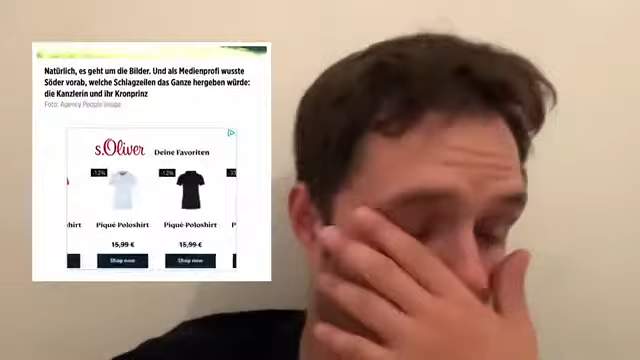 Natürlich, es geht um die Bilder. Und als Medienprofi wusste
Söder vorab, welche Schlagzeilen das Ganze hergeben würde:
die Kanzlerin und ihr Kronprinz
Foto: Agency People Image
s.Oliver Deine Favoriten
-12% -12%
Piqué-Poloshirt Piqué-Poloshirt
15,99 € 15,99 €
Shop now Shop now